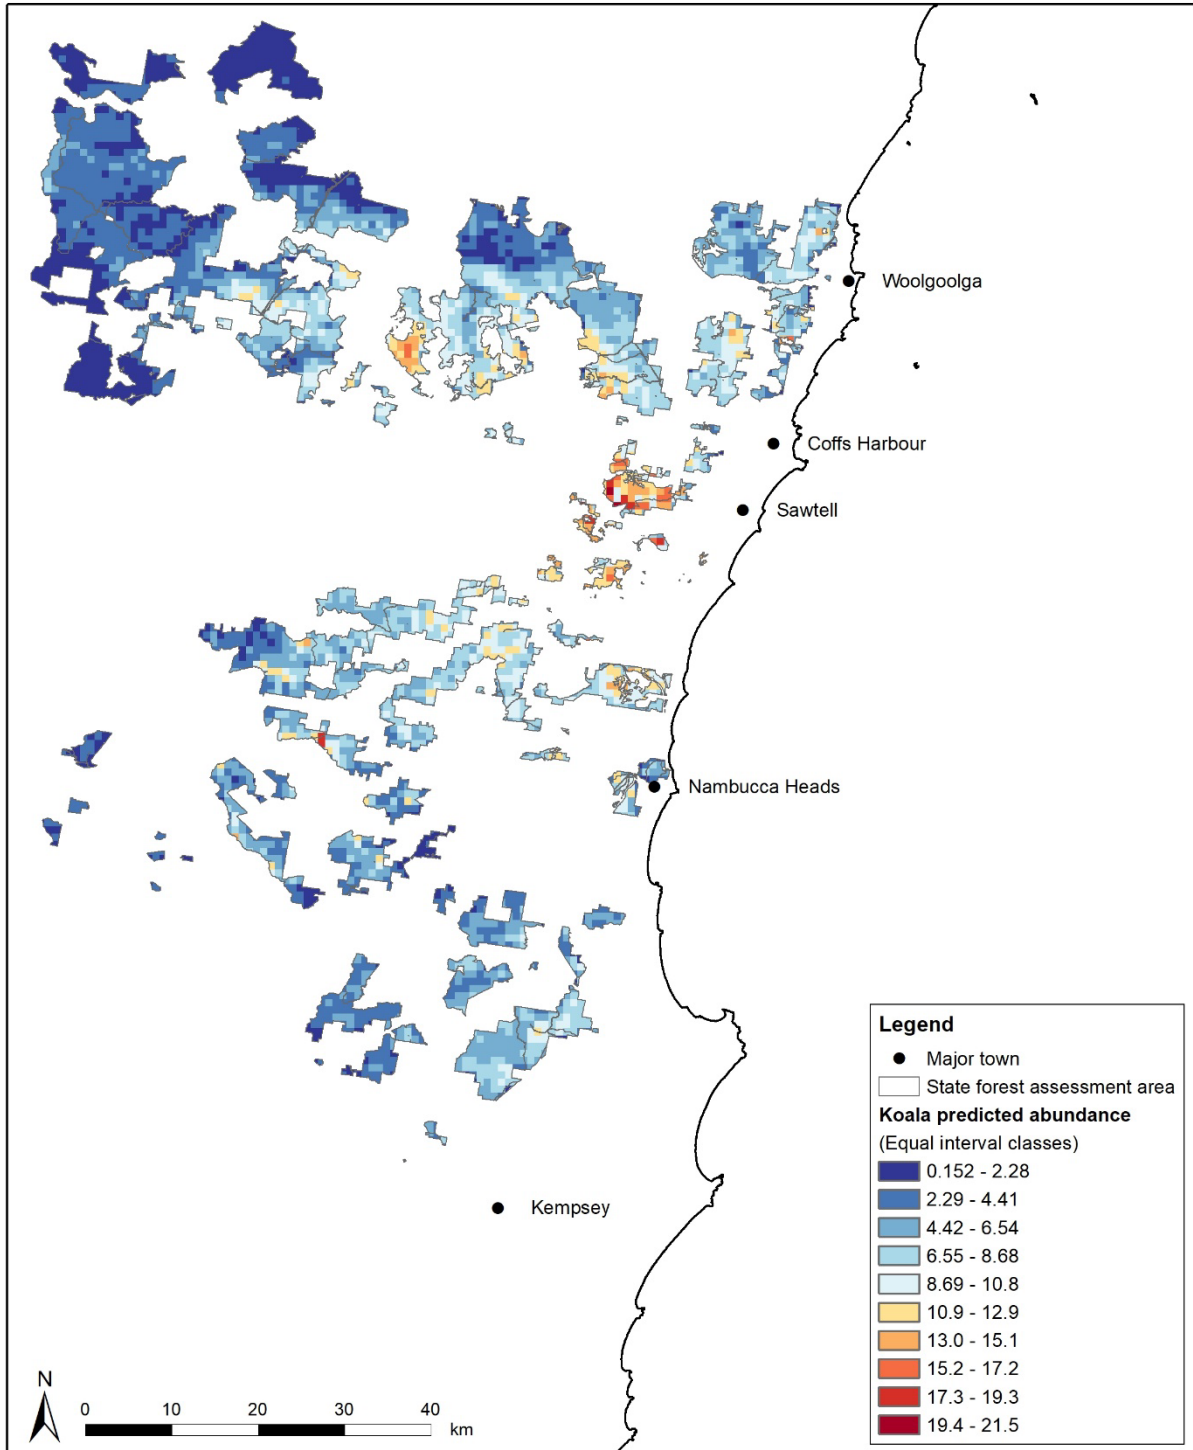 Woolgoolga
Coffs Harbour
Sawtell
Nambucca Heads
Kempsey
Legend
Major town
State forest assessment area
Koala predicted abundance
(Equal interval classes)
0.152 - 2.28
2.29 - 4.41
4.42 - 6.54
6.55 - 8.68
8.69 - 10.8
10.9 - 12.9
13.0 - 15.1
15.2 - 17.2
17.3 - 19.3
19.4 - 21.5
N
0 10 20 30 40
km